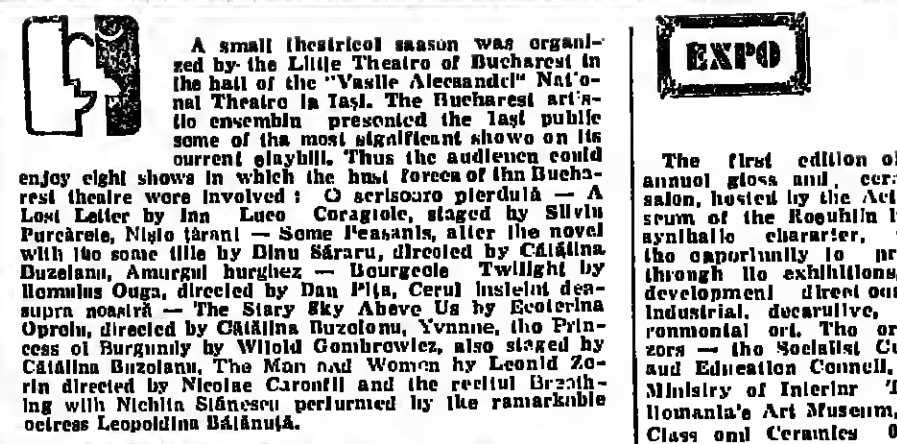 A small theatrical season was organi-
zed by the Little Theatre of Bucharest in
the hall of the "Vasile Alecsandri" Natio-
nal Theatre in Iaşi. The Bucharest artis-
tic ensemble presented the Iaşi public
some of the most significant shows on its
current playbill. Thus the audience could
enjoy eight shows in which the best forces of the Bucha-
rest theatre were involved : O scrisoare pierdută — A
Lost Letter by Ion Luca Caragiale, staged by Silviu
Purcărete, Nişte ţărani — Some Peasants, after the novel
with the same title by Dinu Săraru, directed by Cătălina
Buzoianu, Amurgul burghez — Bourgeois Twilight by
Romulus Guga, directed by Dan Piţa, Cerul înstelat dea-
supra noastră — The Stary Sky Above Us by Ecaterina
Oproiu, directed by Cătălina Buzoianu, Yvonne, the Prin-
cess of Burgundy by Witold Gombrowicz, also staged by
Cătălina Buzoianu, The Man and Women by Leonid Zo-
rin directed by Nicolae Caranfil and the recital Breath-
ing with Nichita Stănescu performed by the remarkable
actress Leopoldina Bălănuţă.
EXPO
The first edition of
annual glass and cera
salon, hosted by the
seum of the
synthetic character,
the opportunity to
through its exhibitions,
development direct
industrial, decorative,
ronmental art. The or
zors — the Socialist Cu
and Education Council,
Ministry of Interior
Romania's Art Museum,
Glass and Ceramics